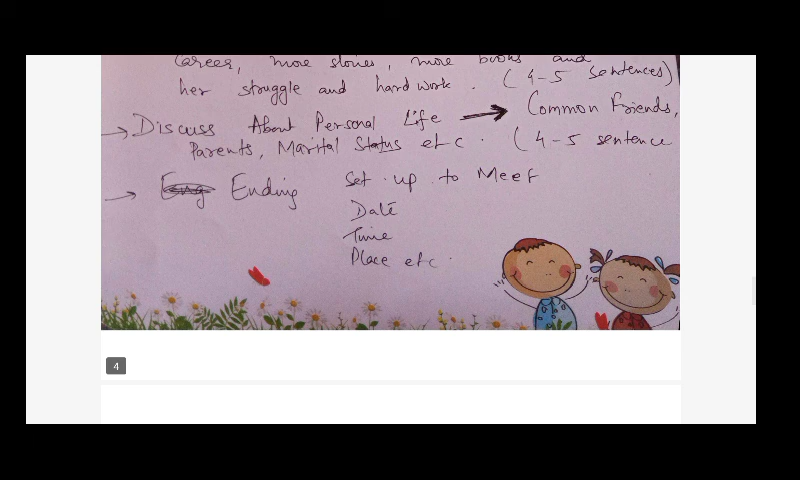 Career, more stories, more books and
her struggle and hard work. (4-5 sentences)
→ Discuss About Personal Life → Common Friends,
Parents, Marital Status etc. (4-5 sentence
→ Ending Set up to Meet
Date
Time
Place etc.
4